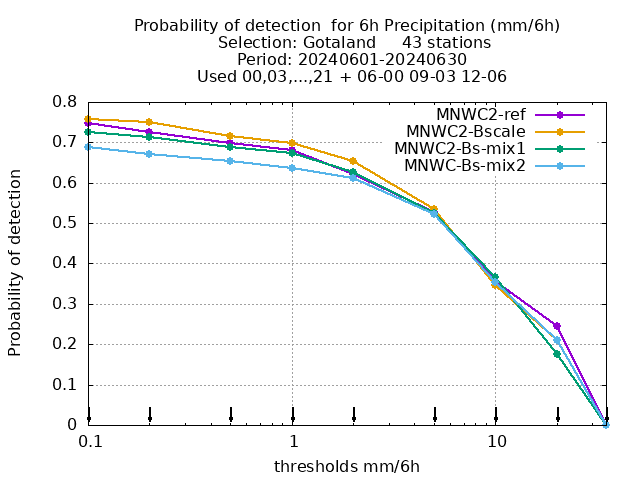 Probability of detection  for 6h Precipitation (mm/6h)
Selection: Gotaland     43 stations
Period: 20240601-20240630
Used 00,03,...,21 + 06-00 09-03 12-06
MNWC2-ref
MNWC2-Bscale
MNWC2-Bs-mix1
MNWC-Bs-mix2
Probability of detection
0.8
0.7
0.6
0.5
0.4
0.3
0.2
0.1
0
0.1 1 10
thresholds mm/6h